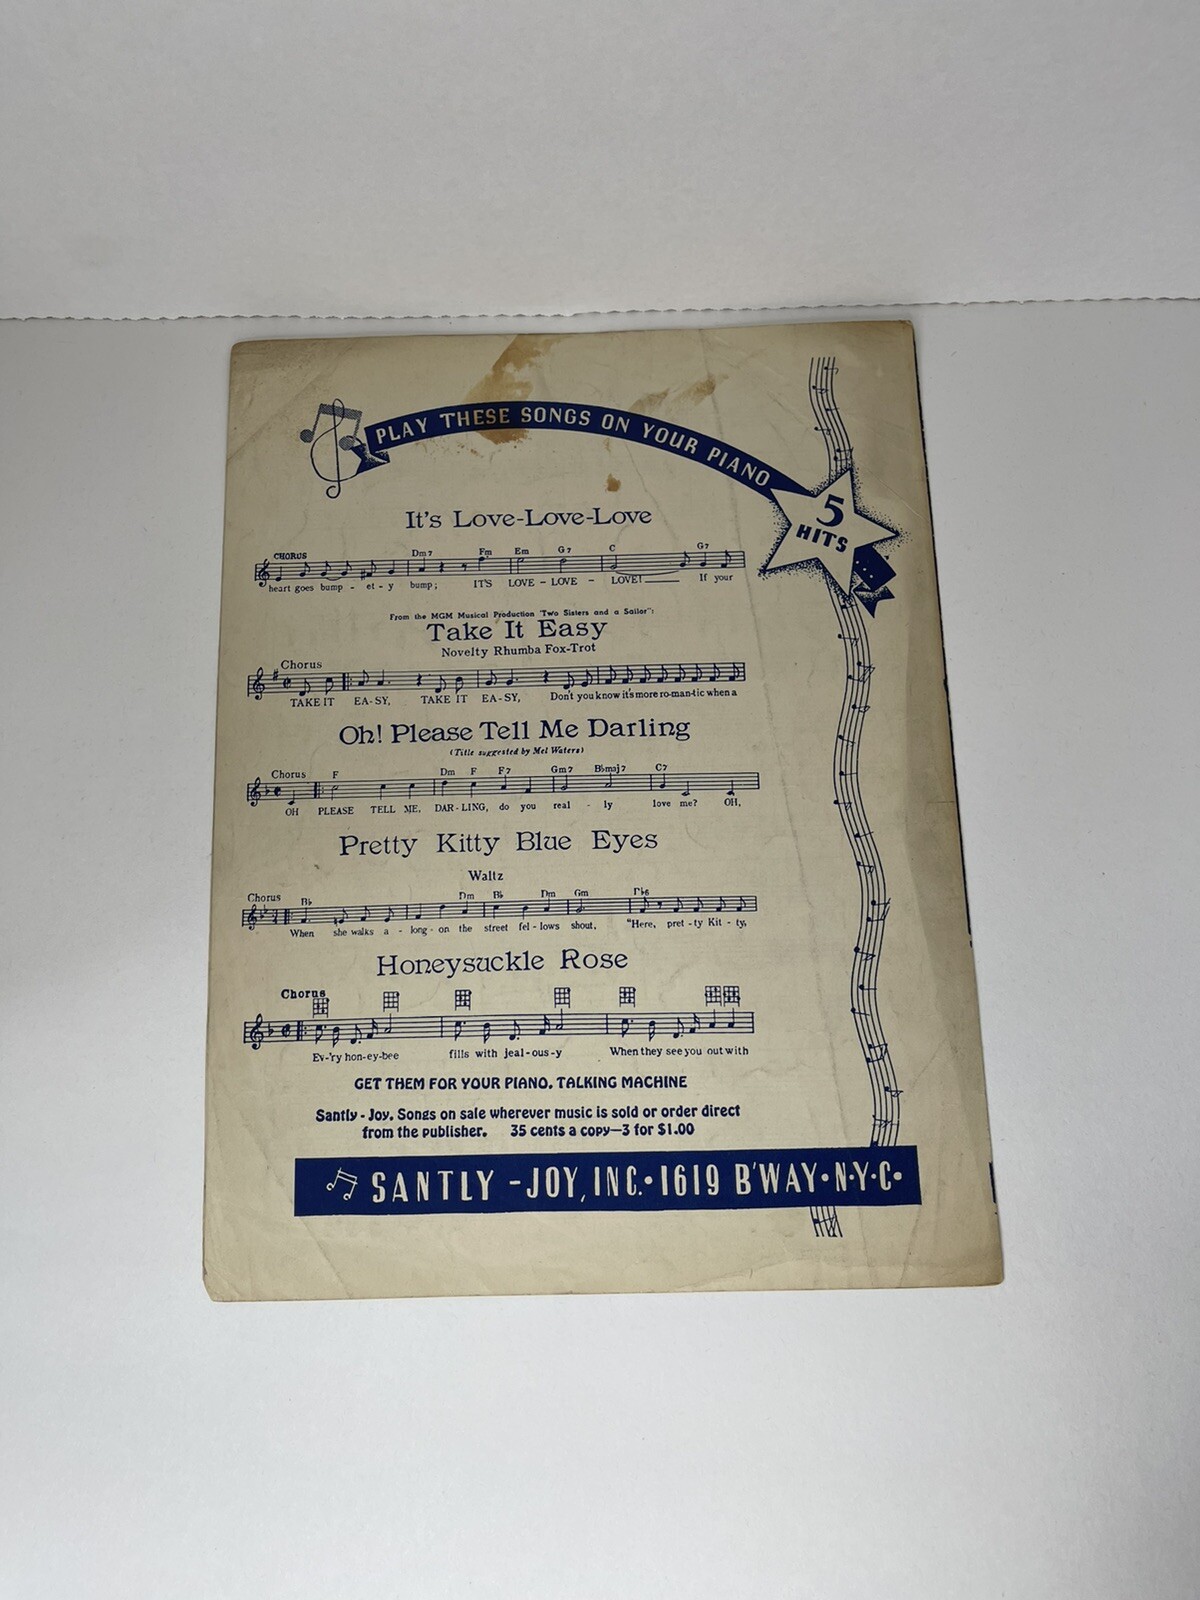 PLAY THESE SONGS ON YOUR PIANO
5
HITS
It's Love-Love-Love
CHORUS Dm7 Fm Em G7 C G7
heart goes bump - et - y bump; IT'S LOVE - LOVE - LOVE! If your
From the MGM Musical Production "Two Sisters and a Sailor":
Take It Easy
Novelty Rhumba Fox-Trot
Chorus
TAKE IT EA-SY, TAKE IT EA-SY, Don't you know it's more ro-man-tic when a
Oh! Please Tell Me Darling
(Title suggested by Mel Waters)
Chorus F Dm F F7 Gm7 B♭maj7 C7
OH PLEASE TELL ME, DAR-LING, do you real - ly love me? OH,
Pretty Kitty Blue Eyes
Waltz
Chorus B♭ Dm B♭ Dm Gm
When she walks a - long - on the street fel - lows shout, "Here, pret - ty Kit - ty,
Honeysuckle Rose
Chorus
Ev-'ry hon-ey-bee fills with jeal-ous-y When they see you out with
GET THEM FOR YOUR PIANO, TALKING MACHINE
Santly - Joy, Songs on sale wherever music is sold or order direct
from the publisher. 35 cents a copy—3 for $1.00
SANTLY - JOY, INC. • 1619 B'WAY • N•Y•C•